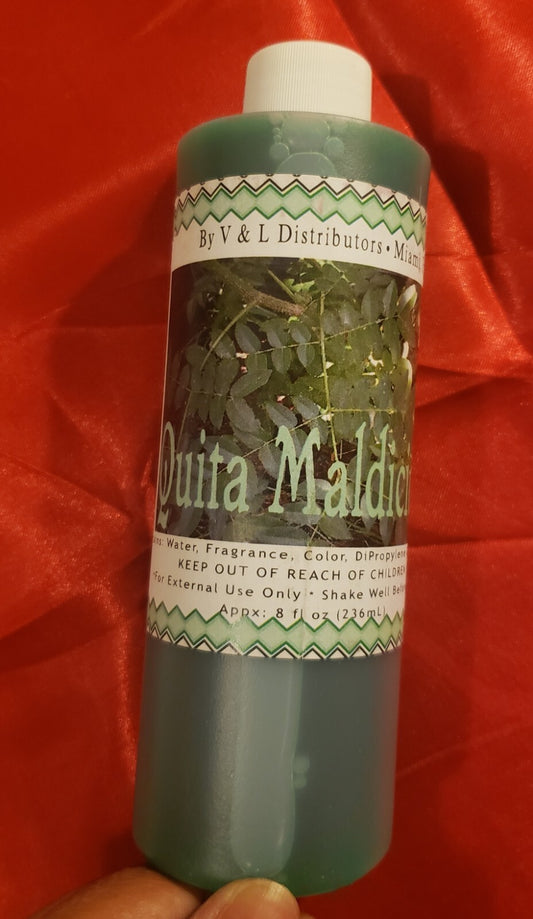 By V & L Distributors • Miami
Quita Maldici
Water, Fragrance, Color, DiPropylene
KEEP OUT OF REACH OF CHILDREN
*For External Use Only * Shake Well
Appx: 8 fl oz (236mL)